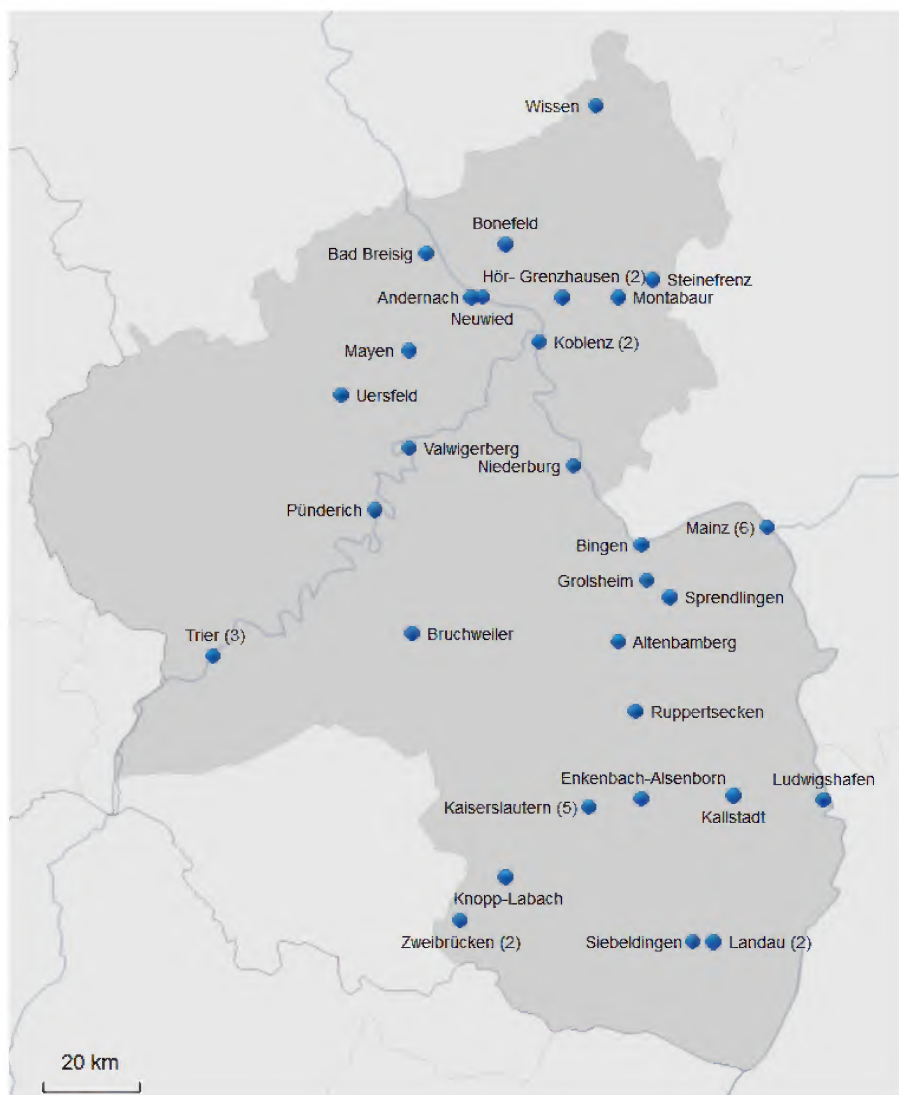 Wissen
Bonefeld
Bad Breisig
Hör- Grenzhausen (2)
Steinefrenz
Andernach
Montabaur
Neuwied
Koblenz (2)
Mayen
Uersfeld
Valwigerberg
Niederburg
Pünderich
Mainz (6)
Bingen
Grolsheim
Sprendlingen
Trier (3)
Bruchweiler
Altenbamberg
Ruppertsecken
Enkenbach-Alsenborn
Ludwigshafen
Kaiserslautern (5)
Kallstadt
Knopp-Labach
Zweibrücken (2)
Siebeldingen
Landau (2)
20 km